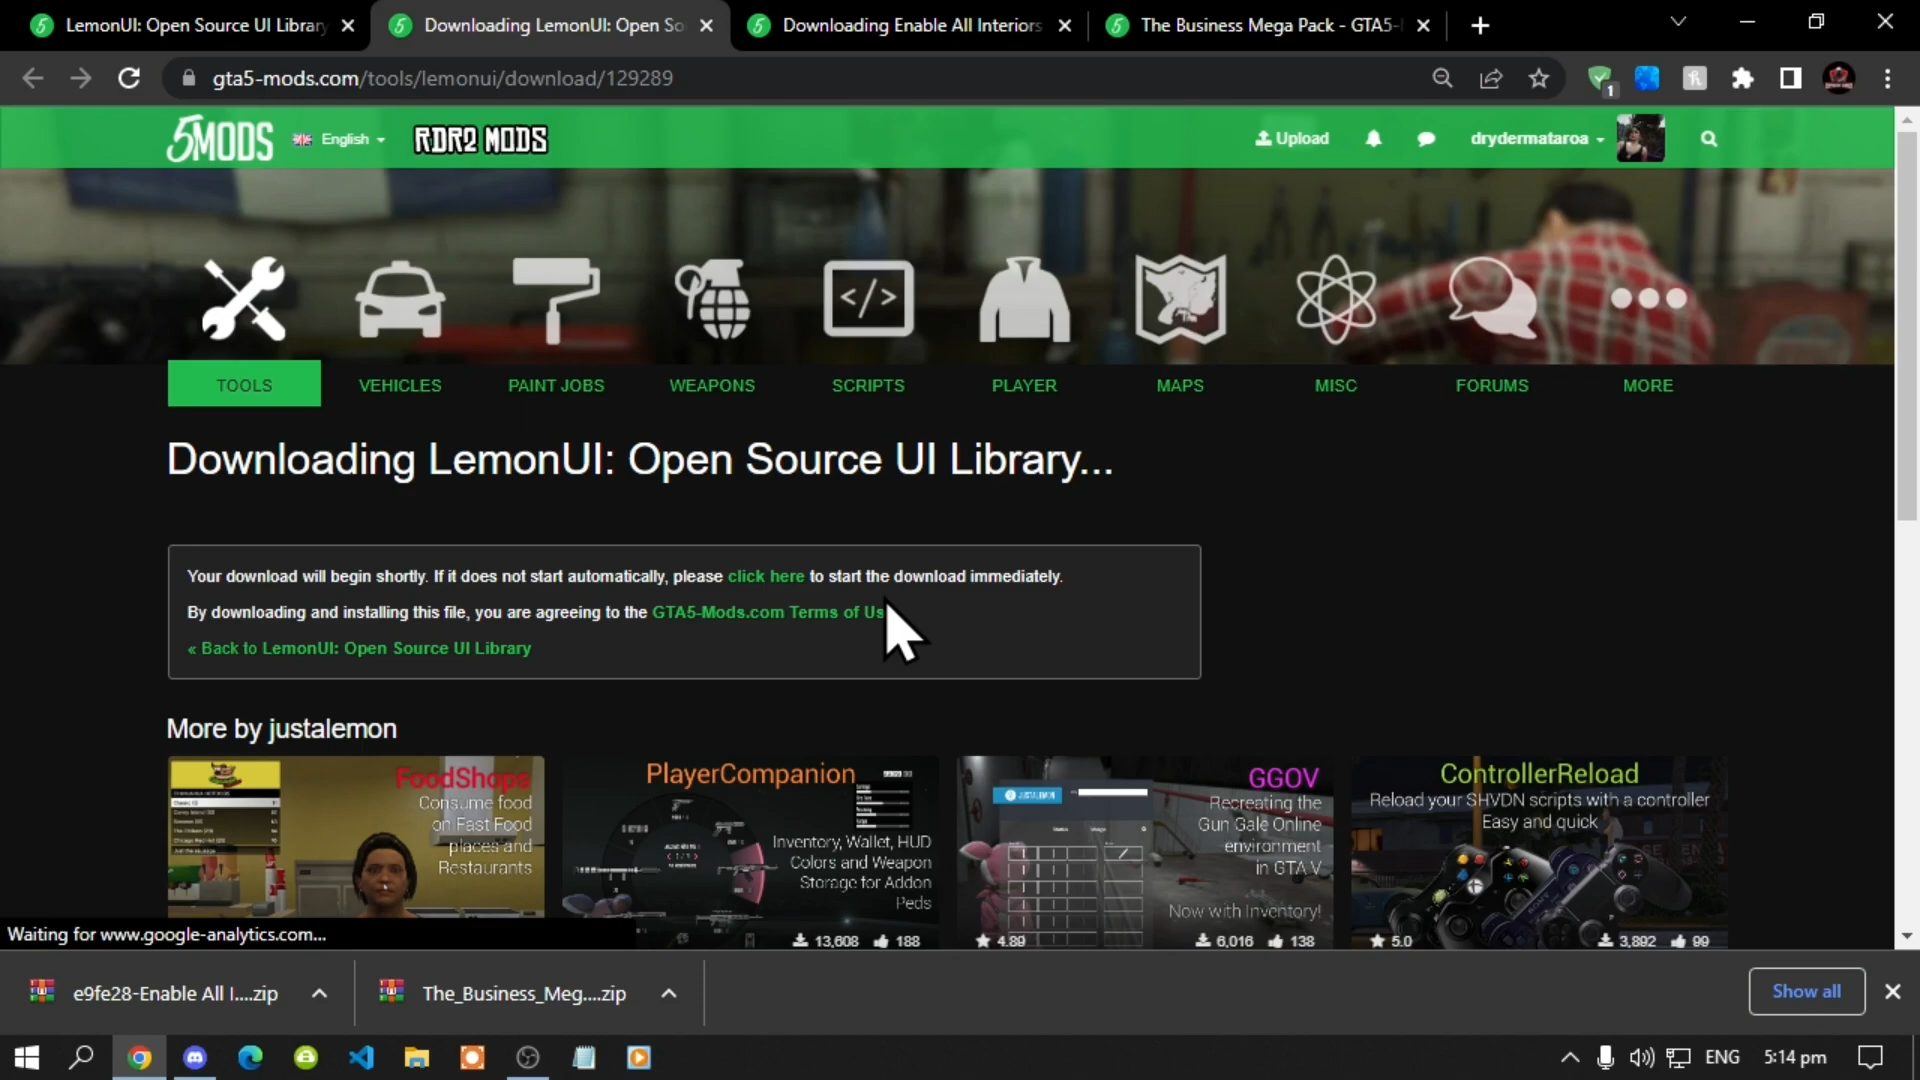 LemonUI: Open Source UI Library
Downloading LemonUI: Open So
Downloading Enable All Interiors
The Business Mega Pack - GTA5-
gta5-mods.com/tools/lemonui/download/129289
1
5MODS
English
RDR2 MODS
Upload
drydermataroa
TOOLS
VEHICLES
PAINT JOBS
WEAPONS
SCRIPTS
PLAYER
MAPS
MISC
FORUMS
MORE
Downloading LemonUI: Open Source UI Library...
Your download will begin shortly. If it does not start automatically, please click here to start the download immediately.
By downloading and installing this file, you are agreeing to the GTA5-Mods.com Terms of Us
« Back to LemonUI: Open Source UI Library
More by justalemon
FoodShops
Consume food
on Fast Food
places and
Restaurants
PlayerCompanion
Inventory, Wallet, HUD
Colors and Weapon
Storage for Addon
Peds
13,608 188
JUSTALEMON
GGOV
Recreating the
Gun Gale Online
environment
in GTA V
Now with Inventory!
4.89 6,016 138
ControllerReload
Reload your SHVDN scripts with a controller
Easy and quick
5.0 3,892 99
Waiting for www.google-analytics.com...
e9fe28-Enable All I....zip
The_Business_Meg....zip
Show all
ENG
5:14 pm